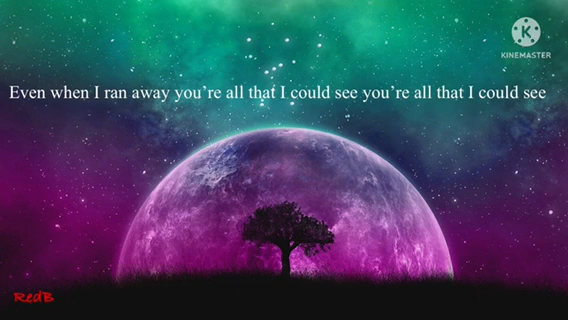 KINEMASTER
Even when I ran away you’re all that I could see you’re all that I could see
RedB